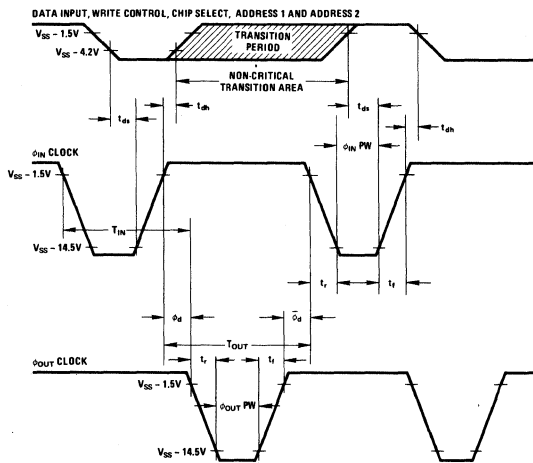 DATA INPUT, WRITE CONTROL, CHIP SELECT, ADDRESS 1 AND ADDRESS 2
VSS – 1.5V
VSS – 4.2V
TRANSITION
PERIOD
NON-CRITICAL
TRANSITION AREA
tds
tdh
tds
tdh
ϕIN PW
ϕIN CLOCK
VSS – 1.5V
TIN
VSS – 14.5V
tr
tf
ϕd
ϕ̄d
TOUT
tr
tf
ϕOUT CLOCK
VSS – 1.5V
ϕOUT PW
VSS – 14.5V